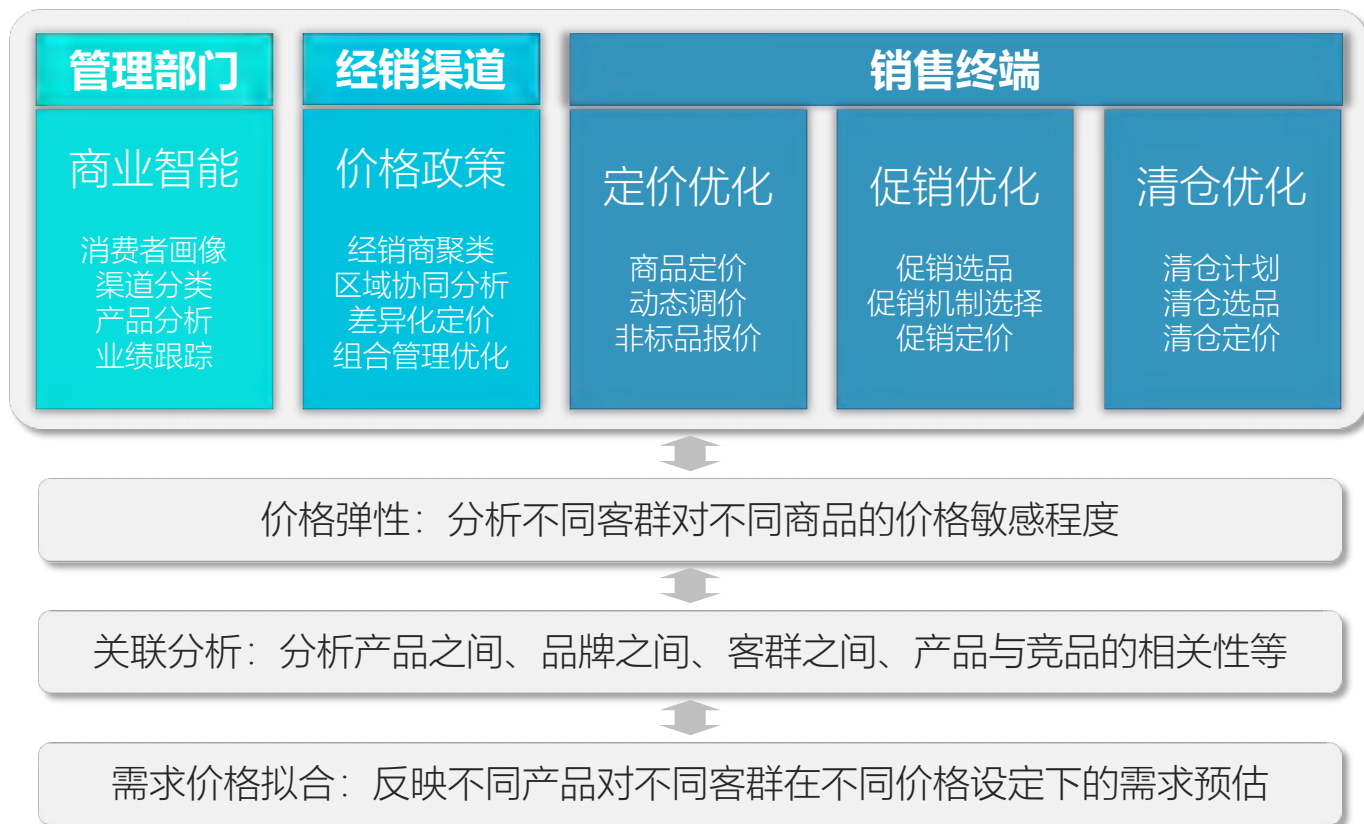 管理部门
经销渠道
销售终端
商业智能
消费者画像
渠道分类
产品分析
业绩跟踪
价格政策
经销商聚类
区域协同分析
差异化定价
组合管理优化
定价优化
商品定价
动态调价
非标品报价
促销优化
促销选品
促销机制选择
促销定价
清仓优化
清仓计划
清仓选品
清仓定价
价格弹性：分析不同客群对不同商品的价格敏感程度
关联分析：分析产品之间、品牌之间、客群之间、产品与竞品的相关性等
需求价格拟合：反映不同产品对不同客群在不同价格设定下的需求预估